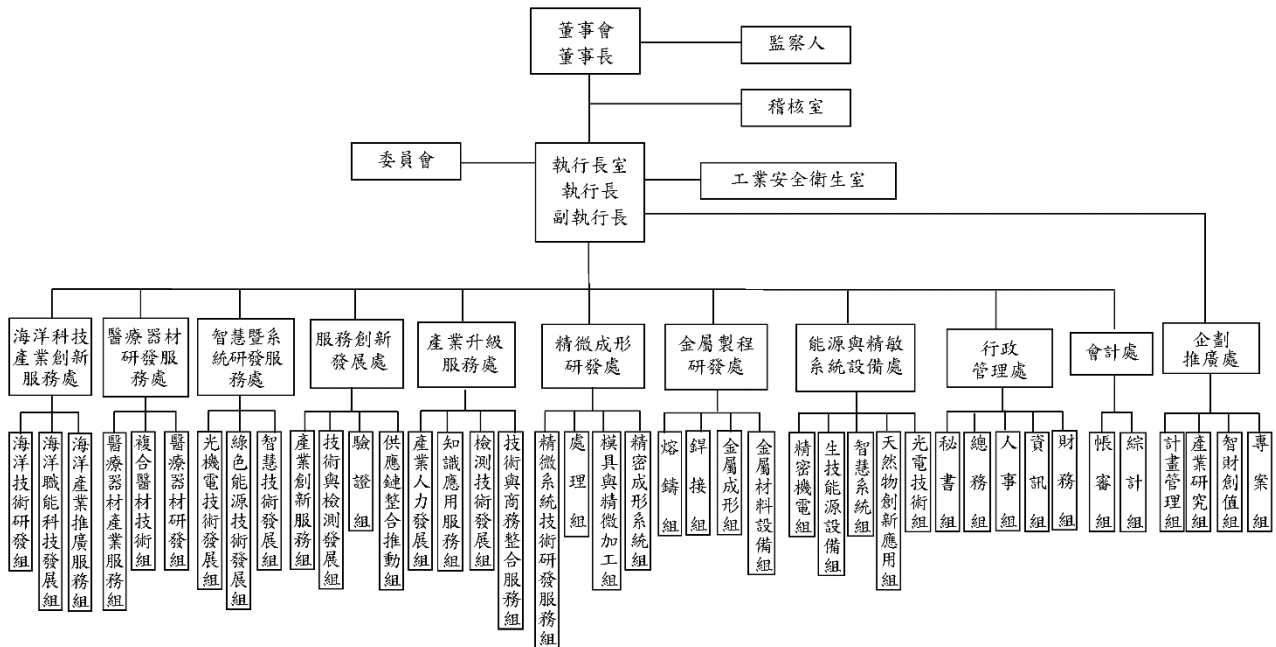 董事會
董事長
監察人
稽核室
委員會
執行長室
執行長
副執行長
工業安全衛生室
海洋科技
產業創新
服務處
醫療器材
研發服
務處
智慧暨系
統研發服
務處
服務創新
發展處
產業升級
服務處
精微成形
研發處
金屬製程
研發處
能源與精敏
系統設備處
行政
管理處
會計處
企劃
推廣處
海洋技術研發組
海洋職能科技發展組
海洋產業推廣服務組
醫療器材產業服務組
複合醫材技術組
醫療器材研發組
光機電技術發展組
綠色能源技術發展組
智慧技術發展組
產業創新服務組
技術與檢測發展組
驗證組
供應鏈整合推動組
產業人力發展組
知識應用服務組
檢測技術發展組
技術與商務整合服務組
精微系統技術研發服務組
處理組
模具與精微加工組
精密成形系統組
熔鑄組
銲接組
金屬成形組
金屬材料設備組
精密機電組
生技能源設備組
智慧系統組
天然物創新應用組
光電技術組
秘書組
總務組
人事組
資訊組
財務組
帳審組
綜計組
計畫管理組
產業研究組
智財創值組
專案組